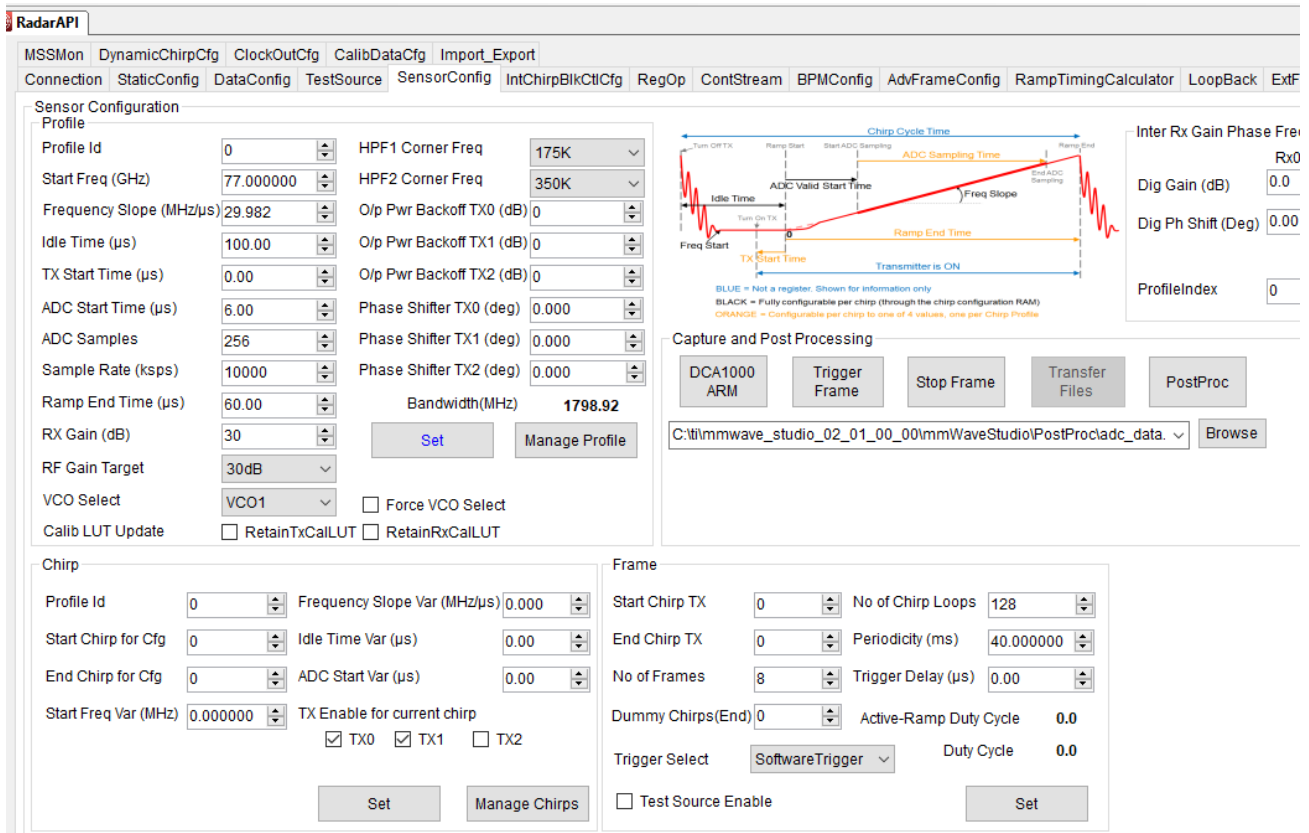 RadarAPI
MSSMon DynamicChirpCfg ClockOutCfg CalibDataCfg Import_Export
Connection StaticConfig DataConfig TestSource SensorConfig IntChirpBlkCtlCfg RegOp ContStream BPMConfig AdvFrameConfig RampTimingCalculator LoopBack ExtF
Sensor Configuration
Profile
Profile Id 0 HPF1 Corner Freq 175K
Start Freq (GHz) 77.000000 HPF2 Corner Freq 350K
Frequency Slope (MHz/µs) 29.982 O/p Pwr Backoff TX0 (dB) 0
Idle Time (µs) 100.00 O/p Pwr Backoff TX1 (dB) 0
TX Start Time (µs) 0.00 O/p Pwr Backoff TX2 (dB) 0
ADC Start Time (µs) 6.00 Phase Shifter TX0 (deg) 0.000
ADC Samples 256 Phase Shifter TX1 (deg) 0.000
Sample Rate (ksps) 10000 Phase Shifter TX2 (deg) 0.000
Ramp End Time (µs) 60.00 Bandwidth(MHz) 1798.92
RX Gain (dB) 30 Set Manage Profile
RF Gain Target 30dB
VCO Select VCO1 Force VCO Select
Calib LUT Update RetainTxCalLUT RetainRxCalLUT
Chirp Cycle Time
Turn Off TX Ramp Start Start ADC Sampling Ramp End
ADC Sampling Time
End ADC Sampling
ADC Valid Start Time
Freq Slope
Idle Time
Turn On TX
0
Ramp End Time
Freq Start
TX Start Time
Transmitter is ON
BLUE = Not a register. Shown for information only
BLACK = Fully configurable per chirp (through the chirp configuration RAM)
ORANGE = Configurable per chirp to one of 4 values, one per Chirp Profile
Inter Rx Gain Phase Fre
Rx0
Dig Gain (dB) 0.0
Dig Ph Shift (Deg) 0.00
ProfileIndex 0
Capture and Post Processing
DCA1000 ARM Trigger Frame Stop Frame Transfer Files PostProc
C:\ti\mmwave_studio_02_01_00_00\mmWaveStudio\PostProc\adc_data. Browse
Chirp
Profile Id 0 Frequency Slope Var (MHz/µs) 0.000
Start Chirp for Cfg 0 Idle Time Var (µs) 0.00
End Chirp for Cfg 0 ADC Start Var (µs) 0.00
Start Freq Var (MHz) 0.000000 TX Enable for current chirp
TX0 TX1 TX2
Set Manage Chirps
Frame
Start Chirp TX 0 No of Chirp Loops 128
End Chirp TX 0 Periodicity (ms) 40.000000
No of Frames 8 Trigger Delay (µs) 0.00
Dummy Chirps(End) 0 Active-Ramp Duty Cycle 0.0
Trigger Select SoftwareTrigger Duty Cycle 0.0
Test Source Enable Set